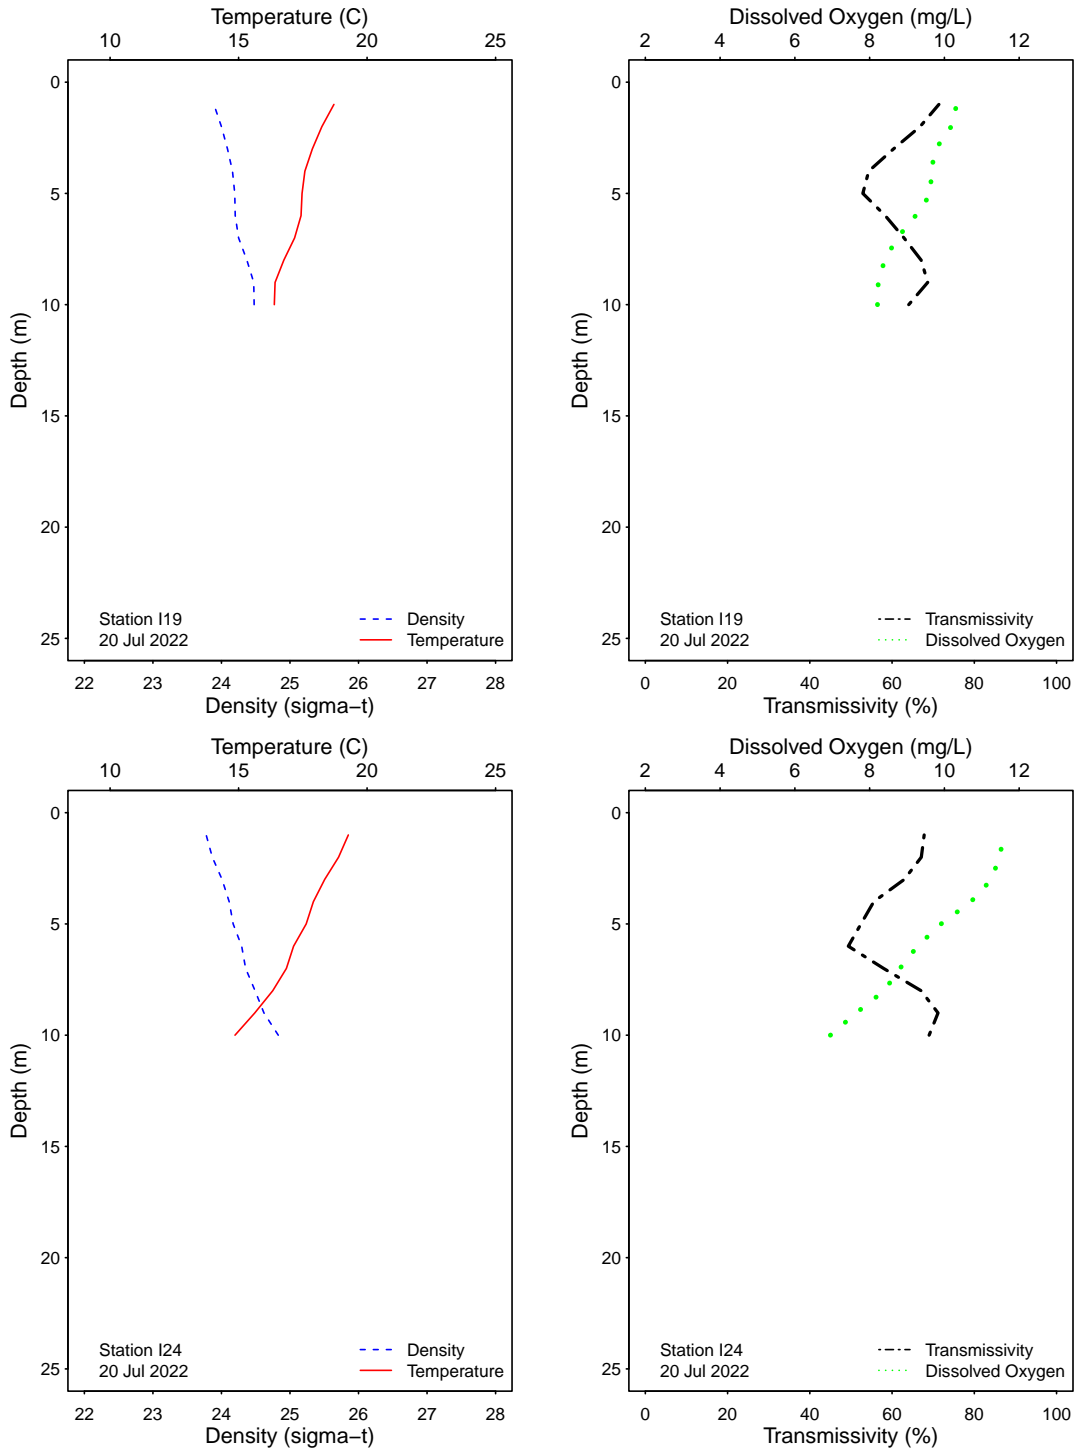 Temperature (C)
10 15 20 25
0
5
10
15
20
25
Depth (m)
Station I19
20 Jul 2022
Density
Temperature
22 23 24 25 26 27 28
Density (sigma−t)
Dissolved Oxygen (mg/L)
2 4 6 8 10 12
0
5
10
15
20
25
Depth (m)
Station I19
20 Jul 2022
Transmissivity
Dissolved Oxygen
0 20 40 60 80 100
Transmissivity (%)
Temperature (C)
10 15 20 25
0
5
10
15
20
25
Depth (m)
Station I24
20 Jul 2022
Density
Temperature
22 23 24 25 26 27 28
Density (sigma−t)
Dissolved Oxygen (mg/L)
2 4 6 8 10 12
0
5
10
15
20
25
Depth (m)
Station I24
20 Jul 2022
Transmissivity
Dissolved Oxygen
0 20 40 60 80 100
Transmissivity (%)